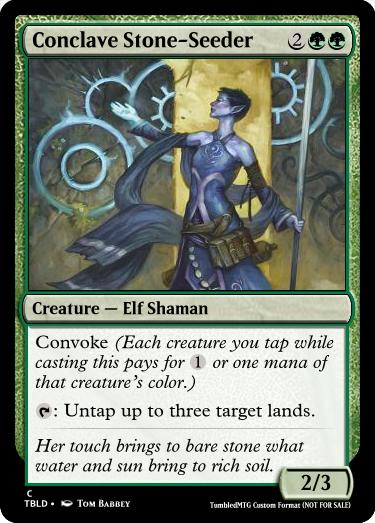 Conclave Stone-Seeder 2
Creature — Elf Shaman
Convoke (Each creature you tap while
casting this pays for 1 or one mana of
that creature's color.)
: Untap up to three target lands.
Her touch brings to bare stone what
water and sun bring to rich soil.
2/3
C
TBLD • Tom Babbey
TumbledMTG Custom Format (NOT FOR SALE)